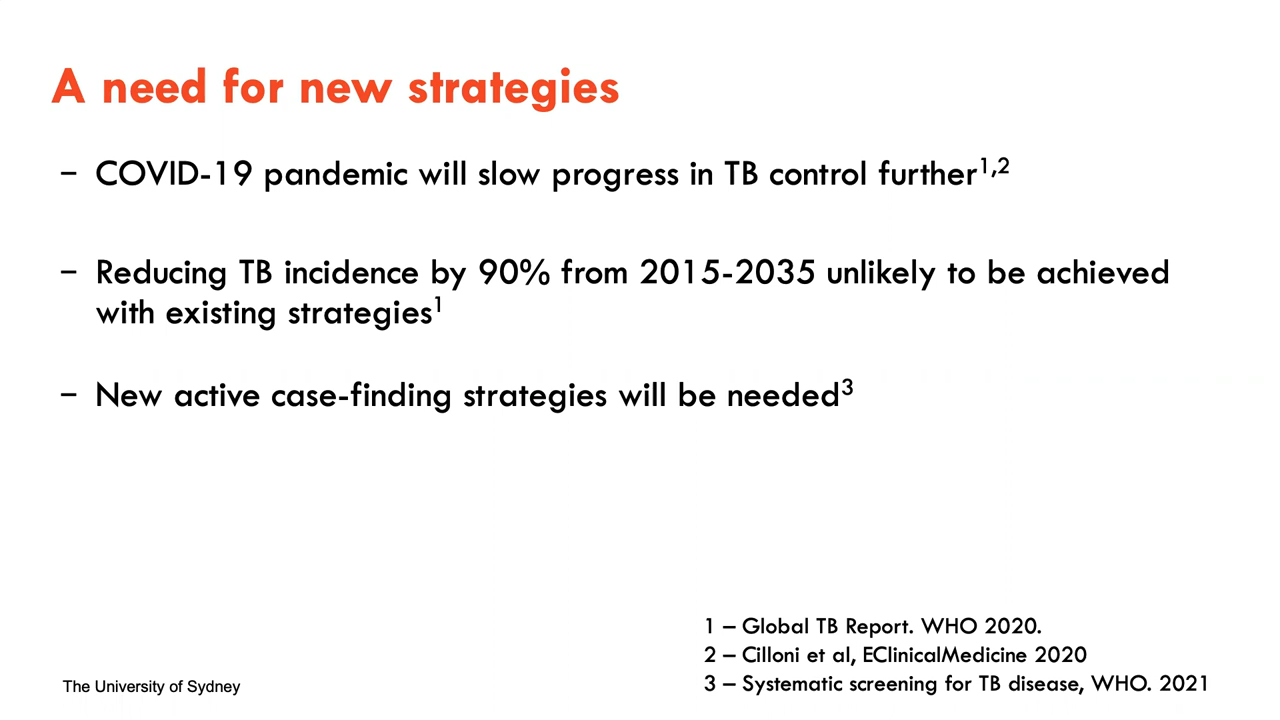 A need for new strategies
– COVID-19 pandemic will slow progress in TB control further¹,²
– Reducing TB incidence by 90% from 2015-2035 unlikely to be achieved
with existing strategies¹
– New active case-finding strategies will be needed³
1 – Global TB Report. WHO 2020.
2 – Cilloni et al, EClinicalMedicine 2020
3 – Systematic screening for TB disease, WHO. 2021
The University of Sydney